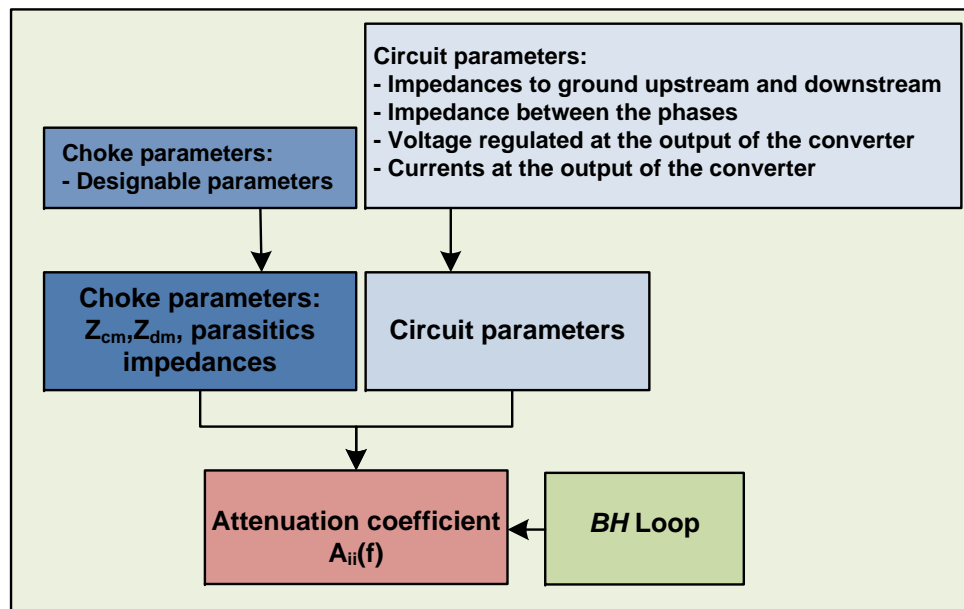 Circuit parameters:
- Impedances to ground upstream and downstream
- Impedance between the phases
- Voltage regulated at the output of the converter
- Currents at the output of the converter
Choke parameters:
- Designable parameters
Choke parameters:
Zcm,Zdm, parasitics
impedances
Circuit parameters
Attenuation coefficient
Aii(f)
BH Loop